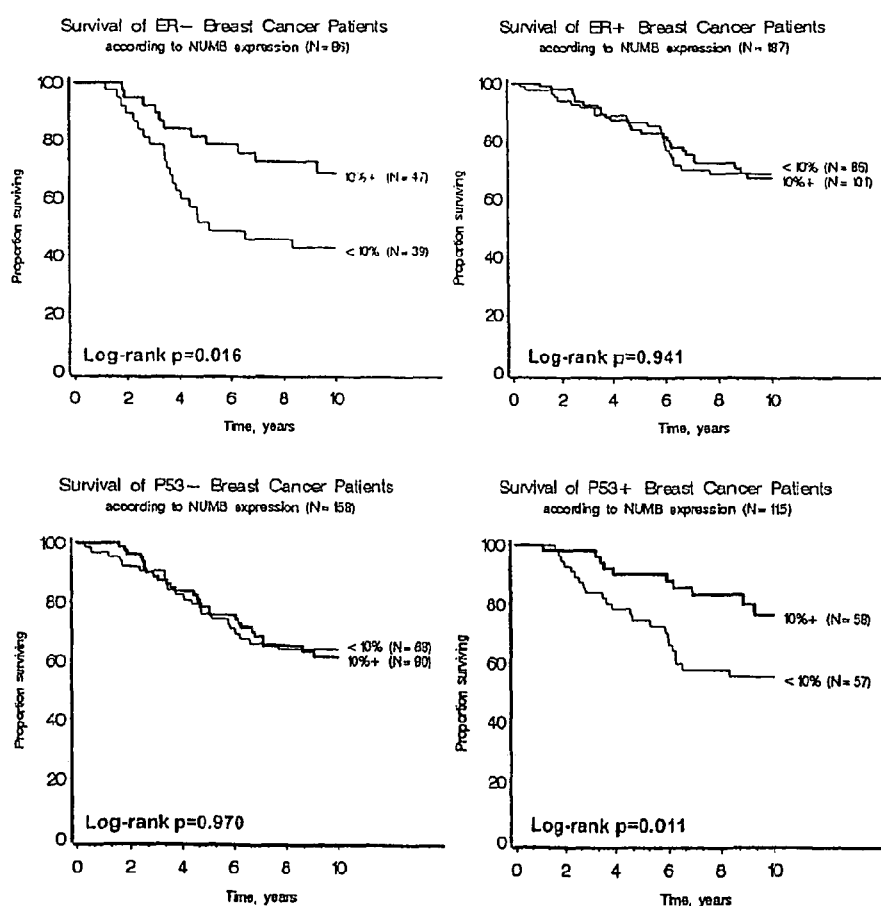 Survival of ER− Breast Cancer Patients
according to NUMB expression (N= 86)
Proportion surviving
100
80
60
40
20
0
10%+ (N= 47)
< 10% (N= 39)
Log-rank p=0.016
0 2 4 6 8 10
Time, years
Survival of ER+ Breast Cancer Patients
according to NUMB expression (N= 187)
Proportion surviving
100
80
60
40
20
0
< 10% (N= 86)
10%+ (N= 101)
Log-rank p=0.941
0 2 4 6 8 10
Time, years
Survival of P53− Breast Cancer Patients
according to NUMB expression (N= 158)
Proportion surviving
100
80
60
40
20
0
< 10% (N= 68)
10%+ (N= 90)
Log-rank p=0.970
0 2 4 6 8 10
Time, years
Survival of P53+ Breast Cancer Patients
according to NUMB expression (N= 115)
Proportion surviving
100
80
60
40
20
0
10%+ (N= 58)
< 10% (N= 57)
Log-rank p=0.011
0 2 4 6 8 10
Time, years